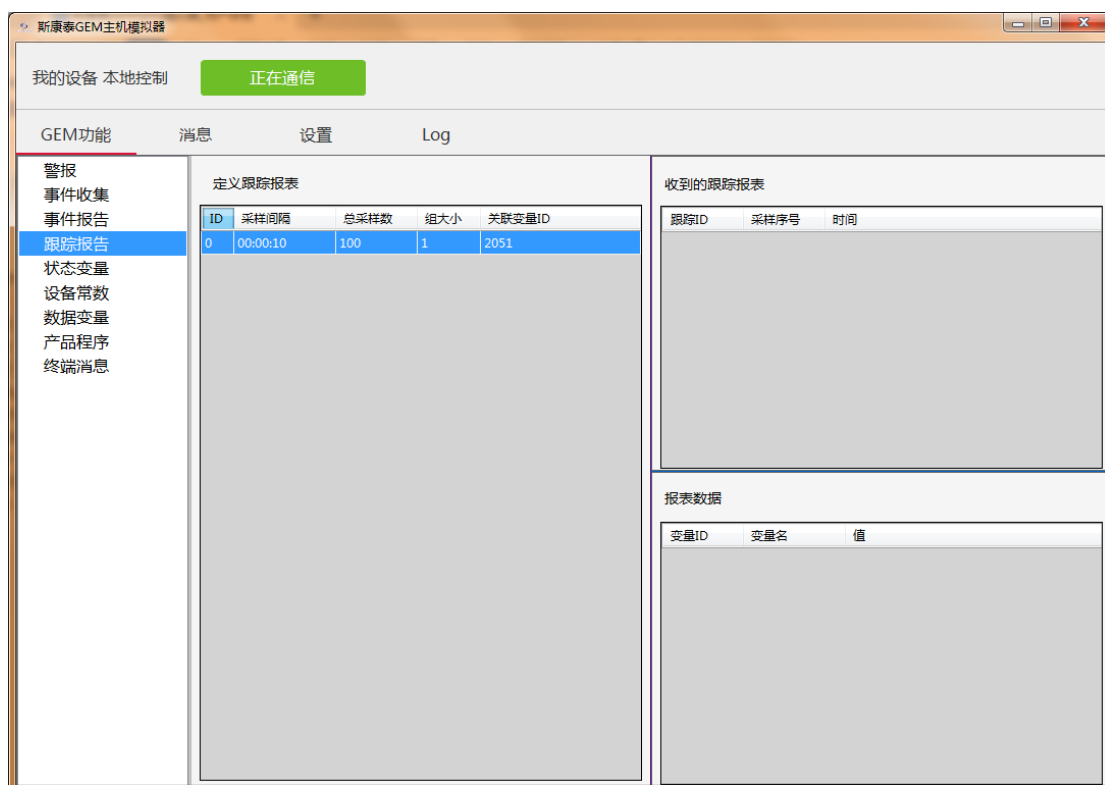 斯康泰GEM主机模拟器
我的设备 本地控制
正在通信
GEM功能 消息 设置 Log
警报
事件收集
事件报告
跟踪报告
状态变量
设备常数
数据变量
产品程序
终端消息
定义跟踪报表
ID 采样间隔 总采样数 组大小 关联变量ID
0 00:00:10 100 1 2051
收到的跟踪报表
跟踪ID 采样序号 时间
报表数据
变量ID 变量名 值